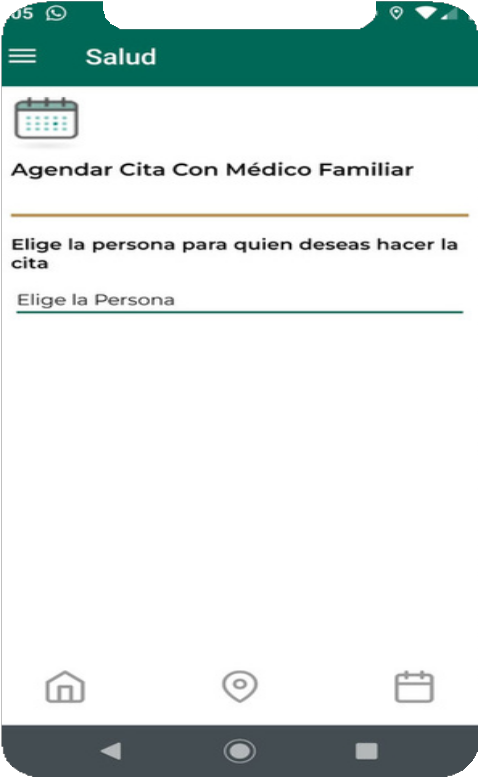 05
Salud
Agendar Cita Con Médico Familiar
Elige la persona para quien deseas hacer la
cita
Elige la Persona